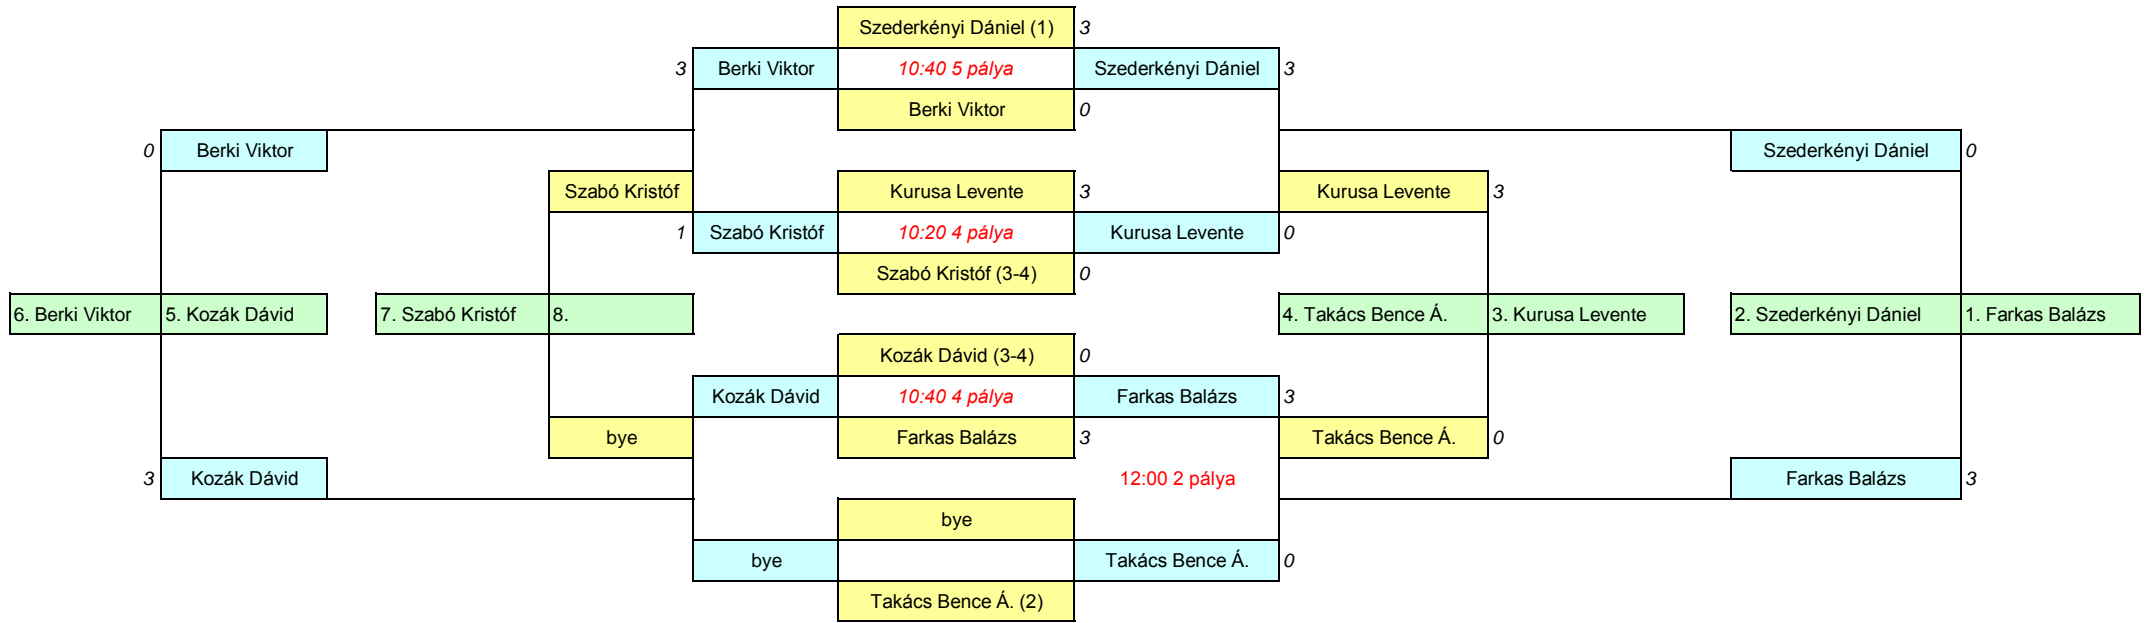 Szederkényi Dániel (1) 3
3 Berki Viktor 10:40 5 pálya Szederkényi Dániel 3
Berki Viktor 0
0 Berki Viktor Szederkényi Dániel 0
Szabó Kristóf Kurusa Levente 3 Kurusa Levente 3
1 Szabó Kristóf 10:20 4 pálya Kurusa Levente 0
Szabó Kristóf (3-4) 0
6. Berki Viktor 5. Kozák Dávid 7. Szabó Kristóf 8. 4. Takács Bence Á. 3. Kurusa Levente 2. Szederkényi Dániel 1. Farkas Balázs
Kozák Dávid (3-4) 0
Kozák Dávid 10:40 4 pálya Farkas Balázs 3
bye Farkas Balázs 3 Takács Bence Á. 0
3 Kozák Dávid 12:00 2 pálya Farkas Balázs 3
bye
bye Takács Bence Á. 0
Takács Bence Á. (2)